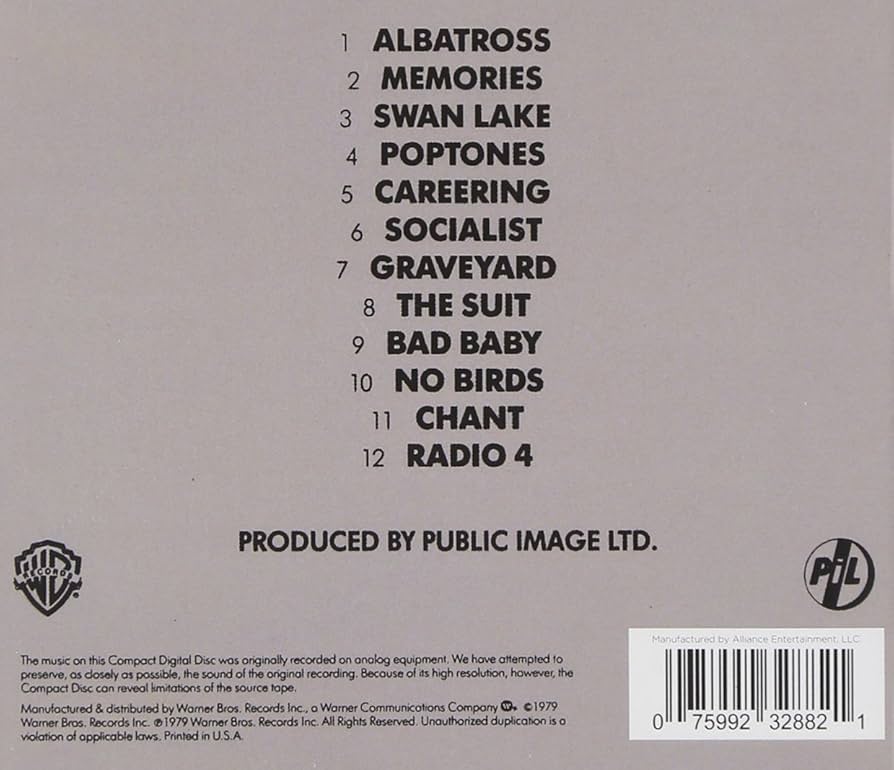 1 ALBATROSS
2 MEMORIES
3 SWAN LAKE
4 POPTONES
5 CAREERING
6 SOCIALIST
7 GRAVEYARD
8 THE SUIT
9 BAD BABY
10 NO BIRDS
11 CHANT
12 RADIO 4
PRODUCED BY PUBLIC IMAGE LTD.
WB
RECORDS
PiL
The music on this Compact Digital Disc was originally recorded on analog equipment. We have attempted to
preserve, as closely as possible, the sound of the original recording. Because of its high resolution, however, the
Compact Disc can reveal limitations of the source tape.
Manufactured & distributed by Warner Bros. Records Inc., a Warner Communications Company ©1979
Warner Bros. Records Inc. ℗1979 Warner Bros. Records Inc. All Rights Reserved. Unauthorized duplication is a
violation of applicable laws. Printed in U.S.A.
Manufactured by Alliance Entertainment, LLC
0 75992 32882 1